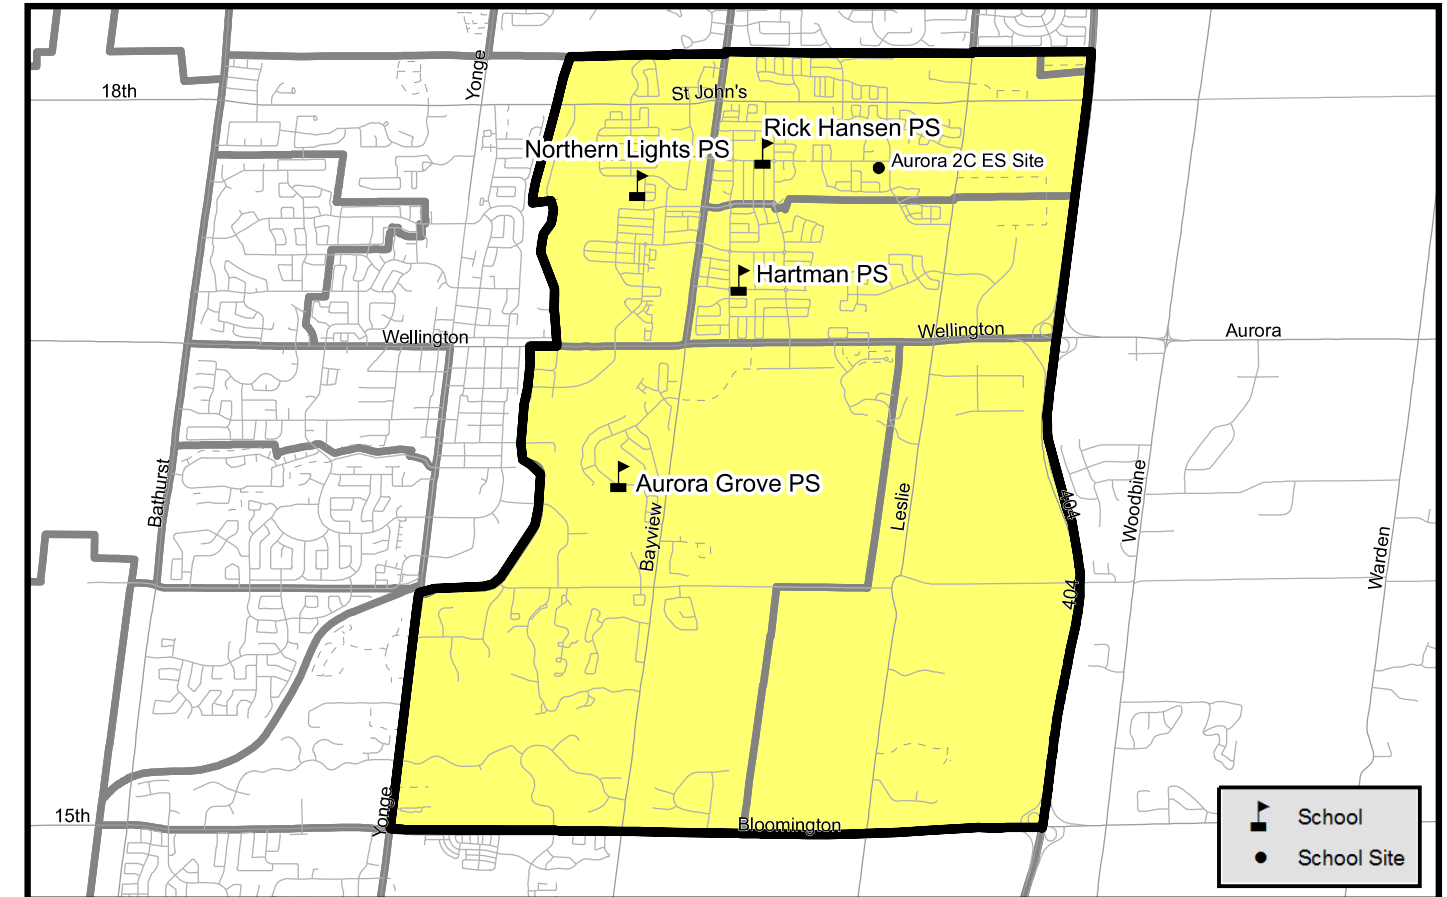 Yonge
18th
St John's
Rick Hansen PS
Northern Lights PS
Aurora 2C ES Site
Hartman PS
Wellington
Wellington
Aurora
Bathurst
Aurora Grove PS
Bayview
Leslie
404
Woodbine
Warden
404
15th
Yonge
Bloomington
School
School Site